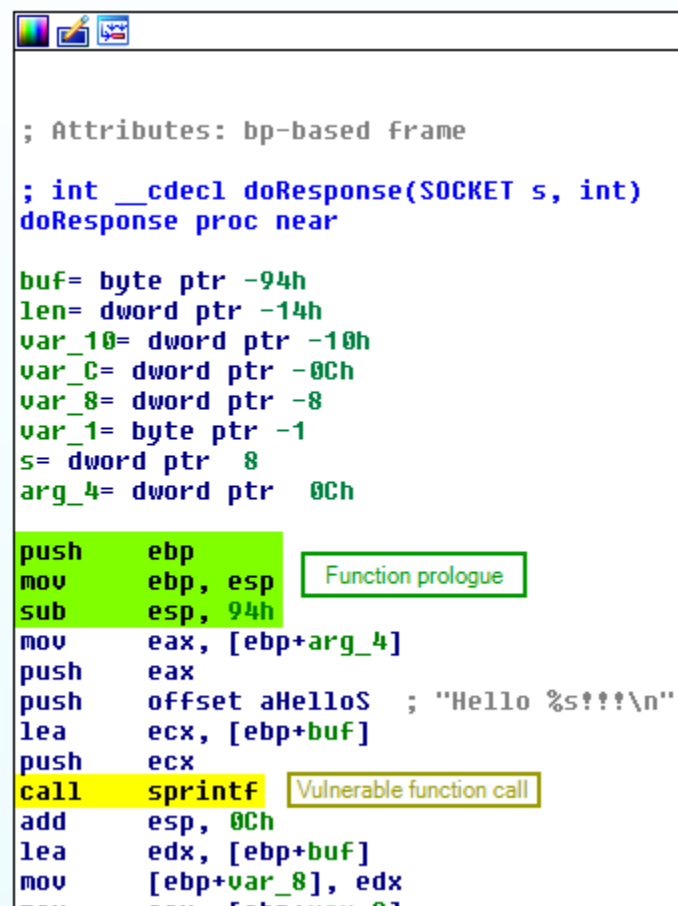 ; Attributes: bp-based frame
; int __cdecl doResponse(SOCKET s, int)
doResponse proc near
buf= byte ptr -94h
len= dword ptr -14h
var_10= dword ptr -10h
var_C= dword ptr -0Ch
var_8= dword ptr -8
var_1= byte ptr -1
s= dword ptr  8
arg_4= dword ptr  0Ch
push    ebp
mov     ebp, esp
Function prologue
sub     esp, 94h
mov     eax, [ebp+arg_4]
push    eax
push    offset aHelloS  ; "Hello %s!!!\n"
lea     ecx, [ebp+buf]
push    ecx
call    sprintf
Vulnerable function call
add     esp, 0Ch
lea     edx, [ebp+buf]
mov     [ebp+var_8], edx